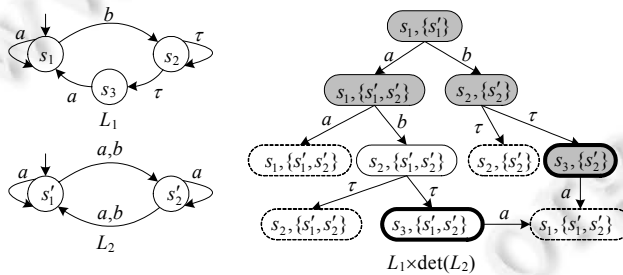 s₁,{s′₁}
a b τ
s₁ s₂
a b
s₁,{s′₁,s′₂} s₂,{s′₂}
a s₃ τ
L₁
a b τ τ
a,b
s₁,{s′₁,s′₂} s₂,{s′₁,s′₂} s₂,{s′₂} s₃,{s′₂}
a s′₁ s′₂ a
τ τ a
a,b
s₂,{s′₁,s′₂} s₃,{s′₁,s′₂} a s₁,{s′₁,s′₂}
L₂
L₁×det(L₂)